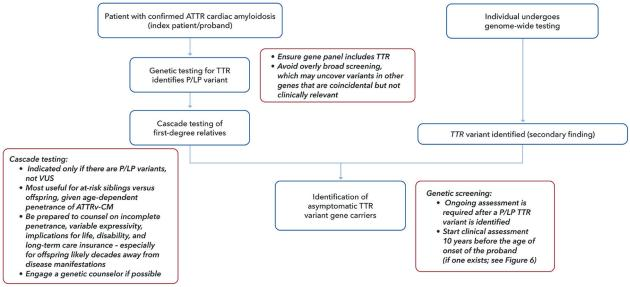 Patient with confirmed ATTR cardiac amyloidosis
(index patient/proband)
Individual undergoes
genome-wide testing
Genetic testing for TTR
identifies P/LP variant
• Ensure gene panel includes TTR
• Avoid overly broad screening,
which may uncover variants in other
genes that are coincidental but not
clinically relevant
Cascade testing of
first-degree relatives
TTR variant identified (secondary finding)
Cascade testing:
• Indicated only if there are P/LP variants,
not VUS
• Most useful for at-risk siblings versus
offspring, given age-dependent
penetrance of ATTRv-CM
• Be prepared to counsel on incomplete
penetrance, variable expressivity,
implications for life, disability, and
long-term care insurance – especially
for offspring likely decades away from
disease manifestations
• Engage a genetic counselor if possible
Identification of
asymptomatic TTR
variant gene carriers
Genetic screening:
• Ongoing assessment is
required after a P/LP TTR
variant is identified
• Start clinical assessment
10 years before the age of
onset of the proband
(if one exists; see Figure 6)